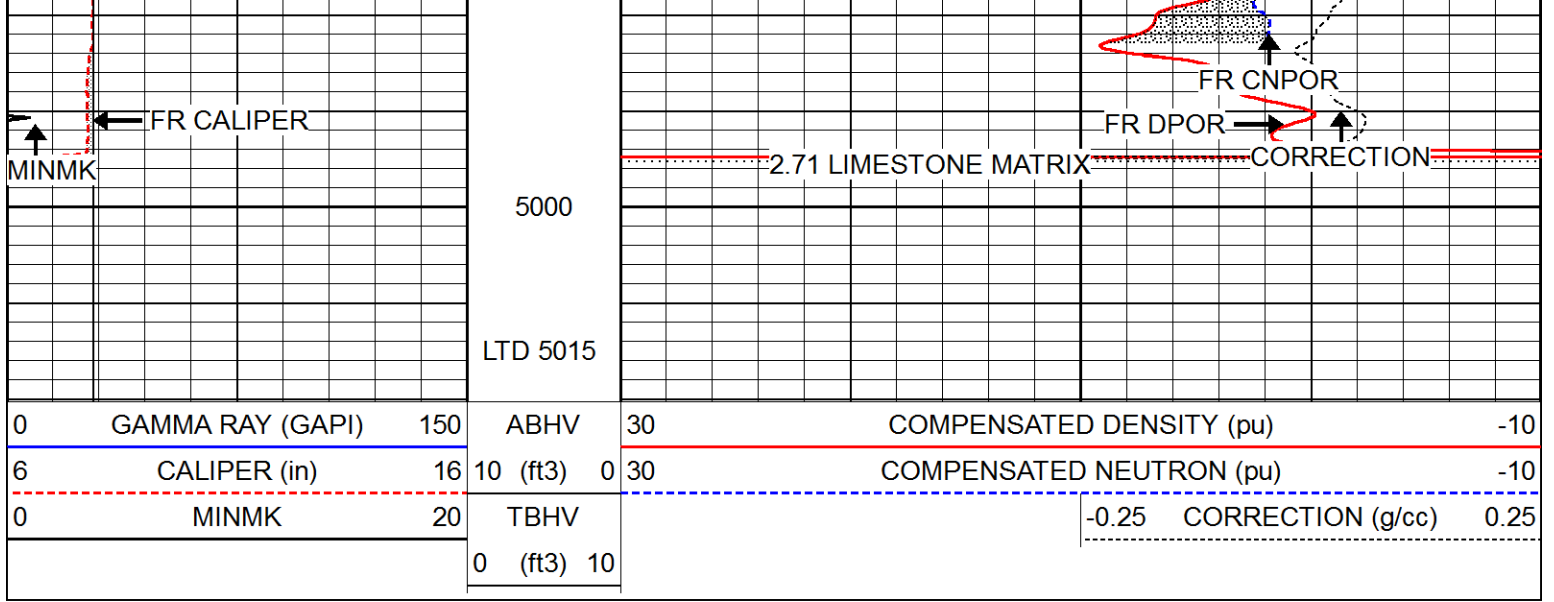 FR CNPOR
FR CALIPER
FR DPOR
MINMK
2.71 LIMESTONE MATRIX
CORRECTION
5000
LTD 5015
0 GAMMA RAY (GAPI) 150 ABHV 30 COMPENSATED DENSITY (pu) -10
6 CALIPER (in) 16 10 (ft3) 0 30 COMPENSATED NEUTRON (pu) -10
0 MINMK 20 TBHV -0.25 CORRECTION (g/cc) 0.25
0 (ft3) 10